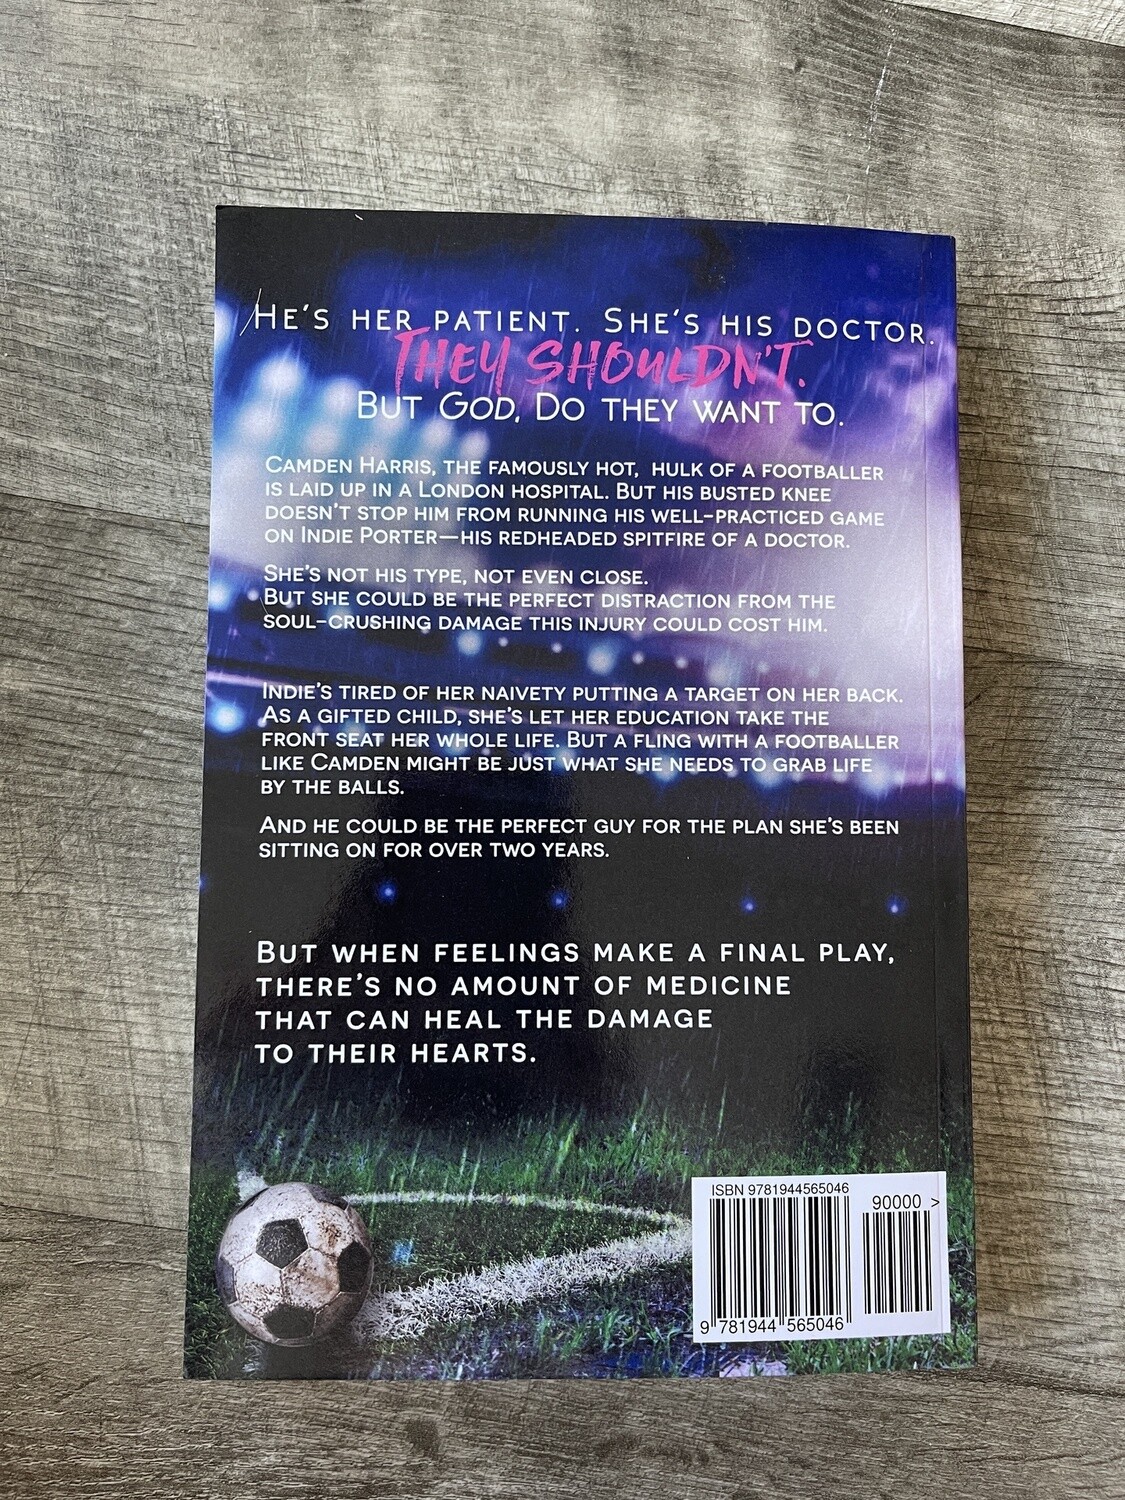 He's her patient. She's his doctor.
They shouldn't.
But God, Do they want to.
Camden Harris, the famously hot, hulk of a footballer
is laid up in a London hospital. But his busted knee
doesn't stop him from running his well-practiced game
on Indie Porter—his redheaded spitfire of a doctor.
She's not his type, not even close.
But she could be the perfect distraction from the
soul-crushing damage this injury could cost him.
Indie's tired of her naivety putting a target on her back.
As a gifted child, she's let her education take the
front seat her whole life. But a fling with a footballer
like Camden might be just what she needs to grab life
by the balls.
And he could be the perfect guy for the plan she's been
sitting on for over two years.
But when feelings make a final play,
there's no amount of medicine
that can heal the damage
to their hearts.
ISBN 9781944565046
90000 >
9 781944 565046